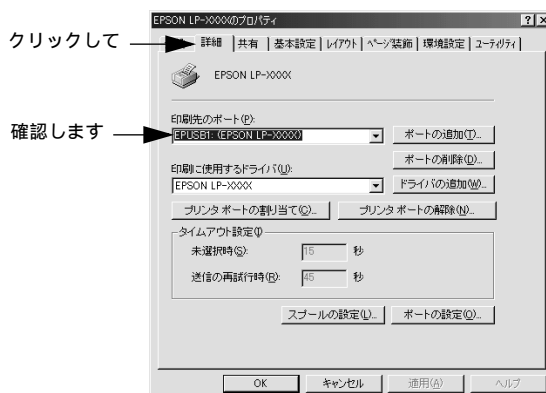 EPSON LP-XXXXのプロパティ
クリックして
詳細 共有 基本設定 レイアウト ページ装飾 環境設定 ユーティリティ
EPSON LP-XXXX
印刷先のポート(P):
確認します
EPUSB1: (EPSON LP-XXXX)
ポートの追加(T)...
ポートの削除(D)...
印刷に使用するドライバ(U):
EPSON LP-XXXX
ドライバの追加(W)...
プリンタ ポートの割り当て(C)... プリンタ ポートの解除(N)...
タイムアウト設定(I)
未選択時(S): 15 秒
送信の再試行時(R): 45 秒
スプールの設定(L)... ポートの設定(O)...
OK キャンセル 適用(A) ヘルプ